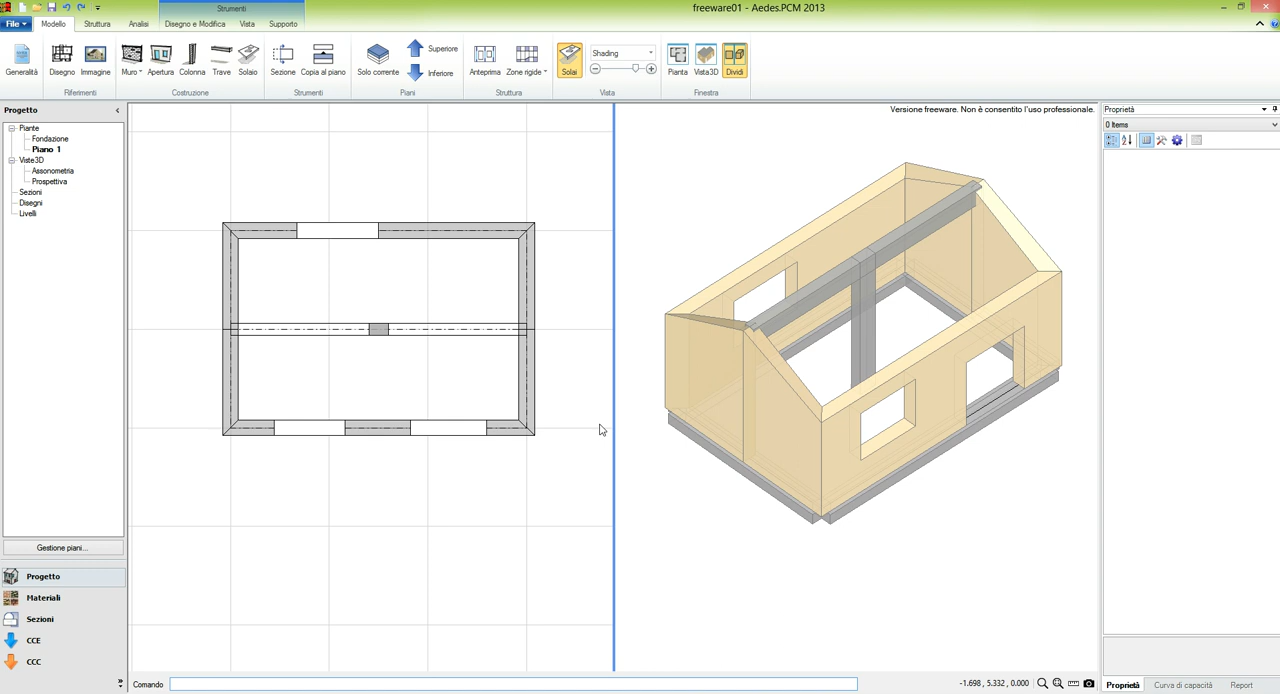 freeware01 - Aedes.PCM 2013
Strumenti
File
Modello
Struttura
Analisi
Disegno e Modifica
Vista
Supporto
Generalità
Disegno
Immagine
Muro
Apertura
Colonna
Trave
Solaio
Sezione
Copia al piano
Solo corrente
Superiore
Inferiore
Anteprima
Zone rigide
Solai
Shading
Pianta
Vista3D
Dividi
Riferimenti
Costruzione
Strumenti
Piani
Struttura
Vista
Finestra
Progetto
Piante
Fondazione
Piano 1
Viste3D
Assonometria
Prospettiva
Sezioni
Disegni
Livelli
Gestione piani...
Progetto
Materiali
Sezioni
CCE
CCC
Versione freeware. Non è consentito l'uso professionale.
Proprietà
0 Items
Comando
-1.698 , 5.332 , 0.000
Proprietà
Curva di capacità
Report